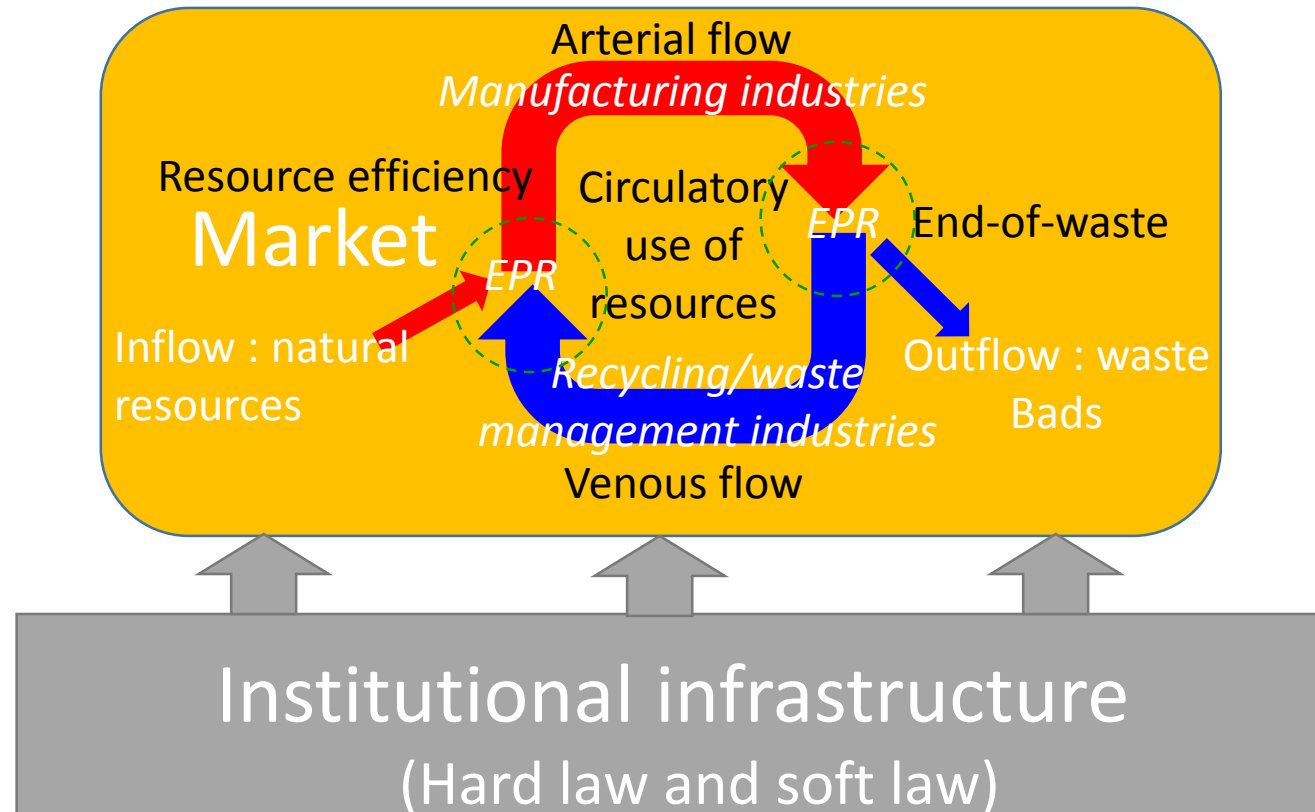 Arterial flow
Manufacturing industries
Resource efficiency
Market
Circulatory
use of
resources
EPR
End-of-waste
EPR
Inflow : natural
resources
Outflow : waste
Bads
Recycling/waste
management industries
Venous flow
Institutional infrastructure
(Hard law and soft law)